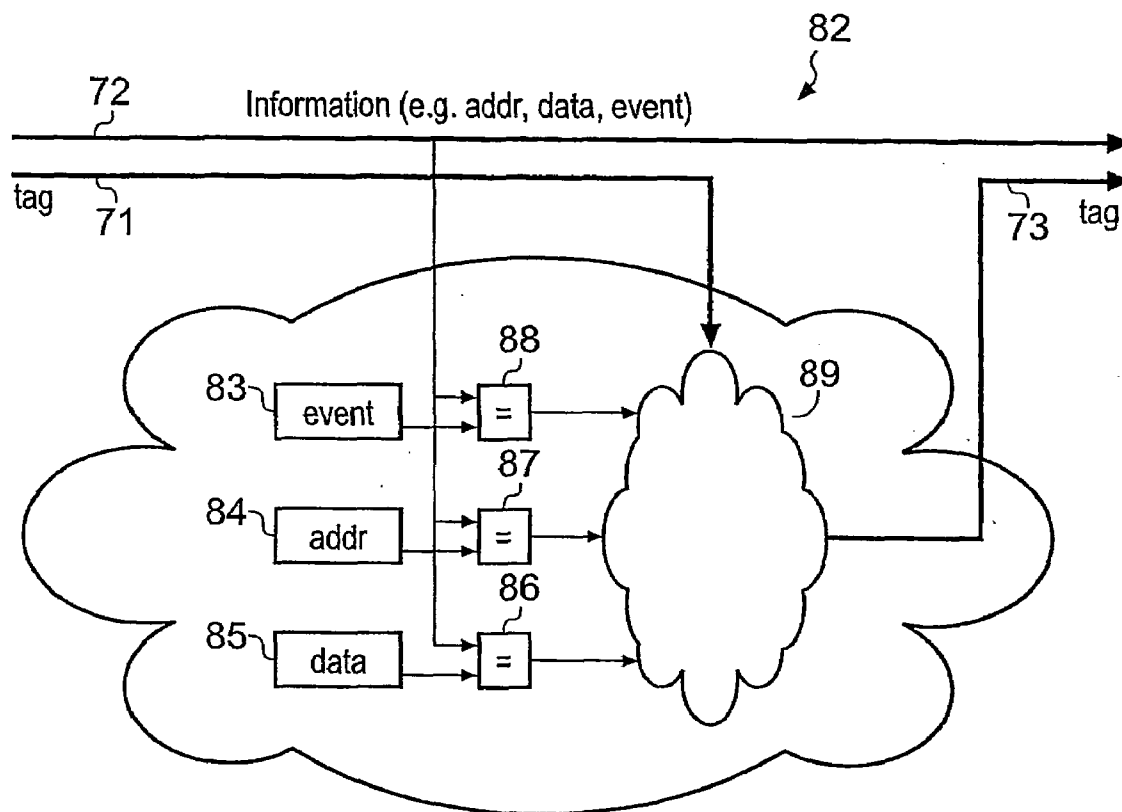 82
72
Information (e.g. addr, data, event)
tag
71
73
tag
88
89
83
event
=
87
84
addr
=
86
85
data
=